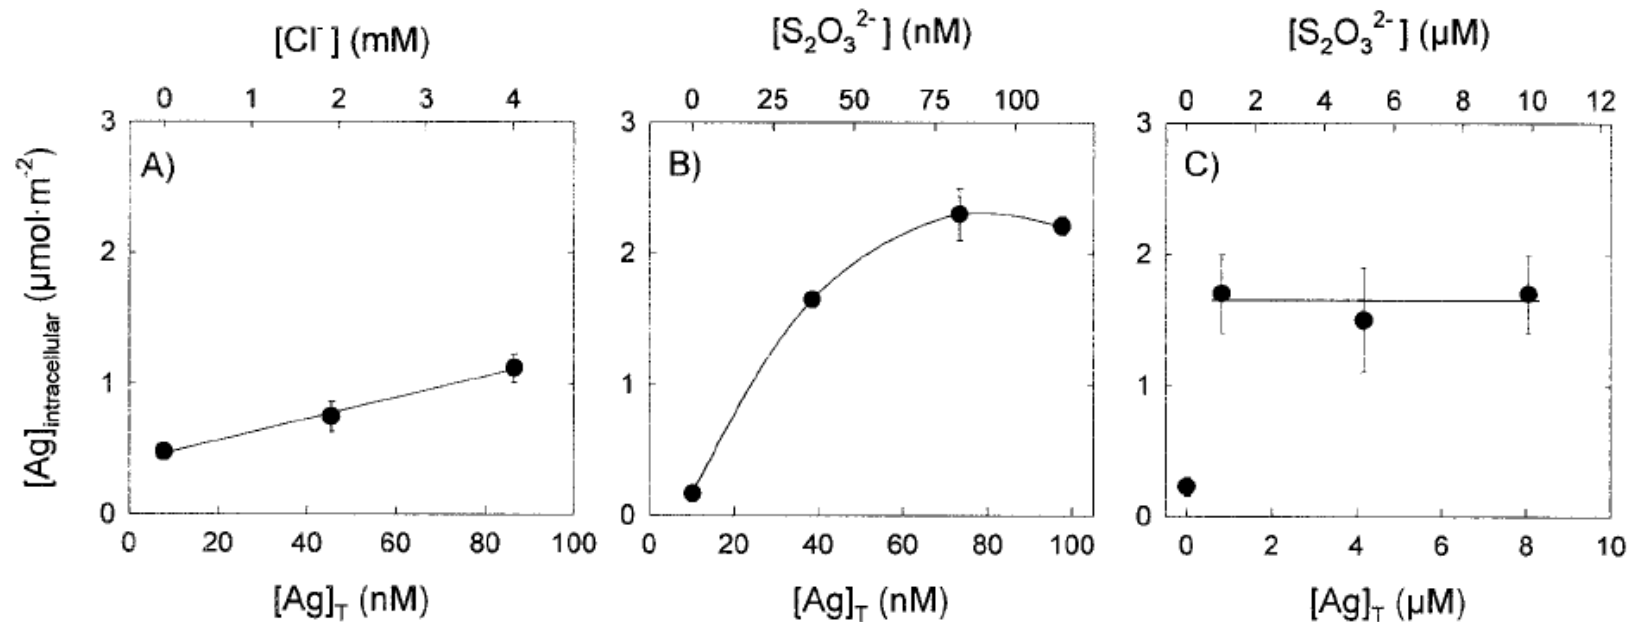 [Cl⁻] (mM)
[S₂O₃²⁻] (nM)
[S₂O₃²⁻] (µM)
0 1 2 3 4
0 25 50 75 100
0 2 4 6 8 10 12
3
2
1
0
[Ag]intracellular (µmol·m⁻²)
A)
0 20 40 60 80 100
[Ag]T (nM)
3
2
1
0
B)
0 20 40 60 80 100
[Ag]T (nM)
3
2
1
0
C)
0 2 4 6 8 10
[Ag]T (µM)